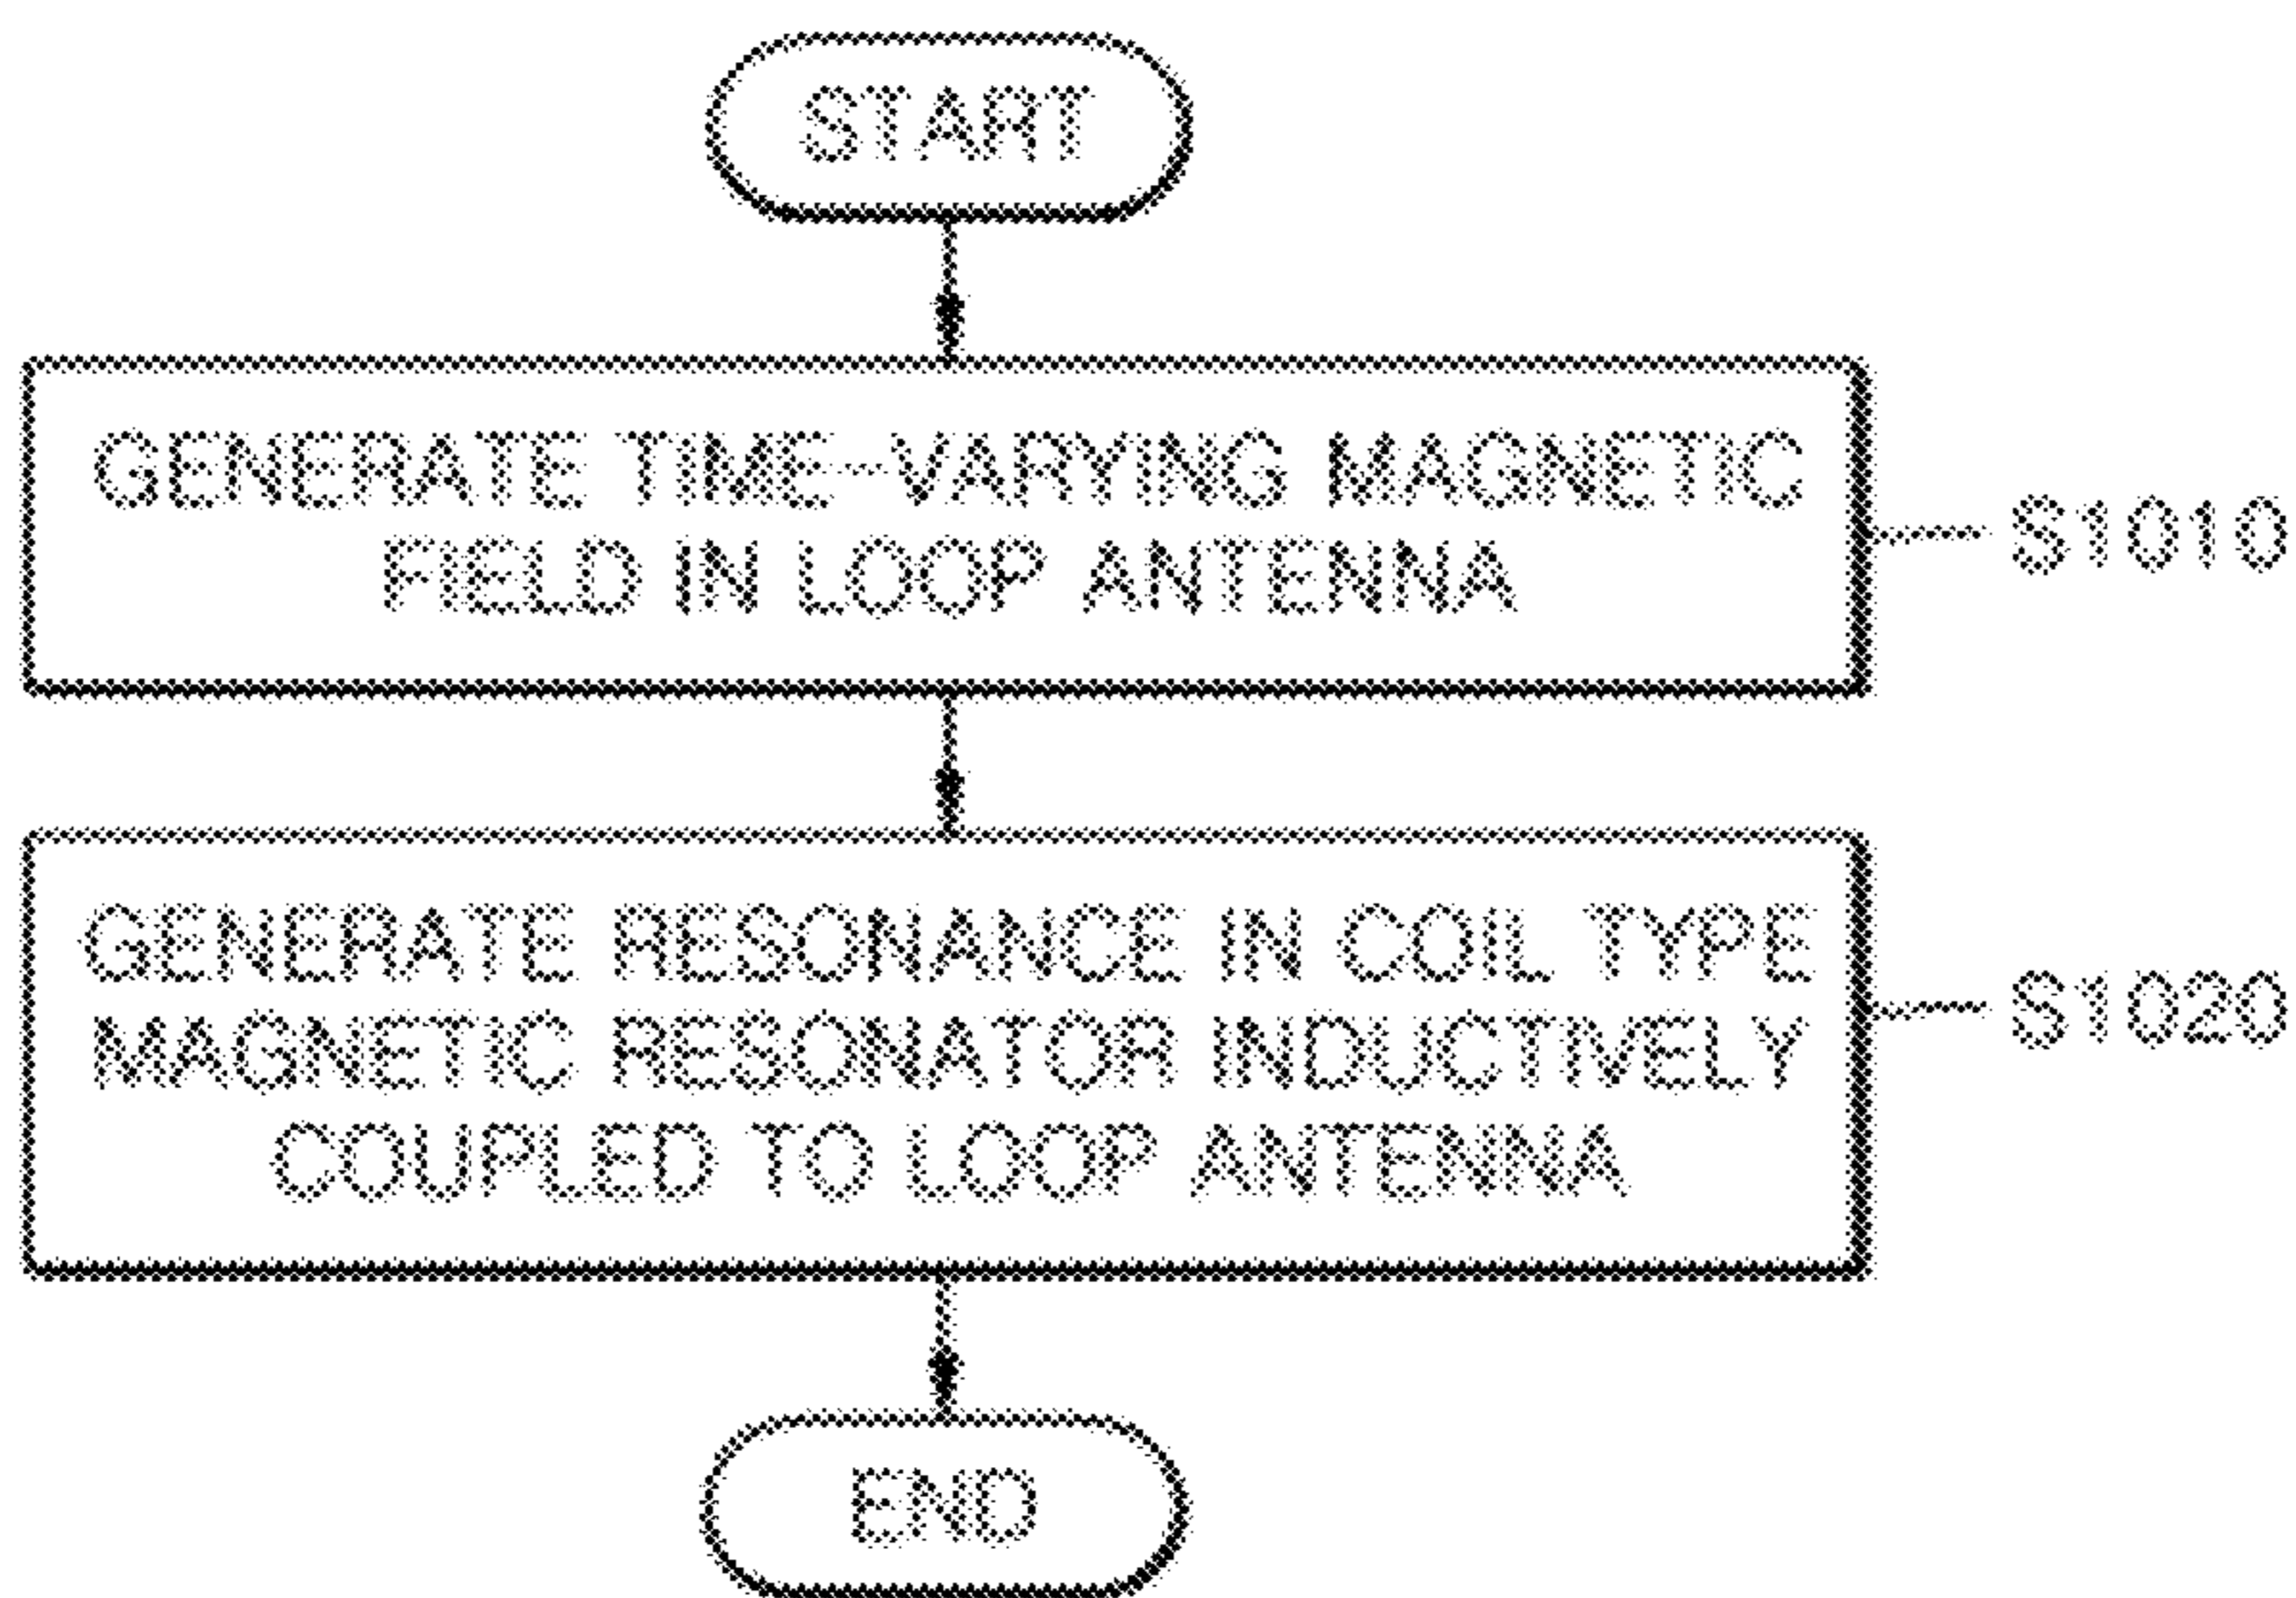 START
GENERATE TIME-VARYING MAGNETIC
FIELD IN LOOP ANTENNA
S1010
GENERATE RESONANCE IN COIL TYPE
MAGNETIC RESONATOR INDUCTIVELY
COUPLED TO LOOP ANTENNA
S1020
END